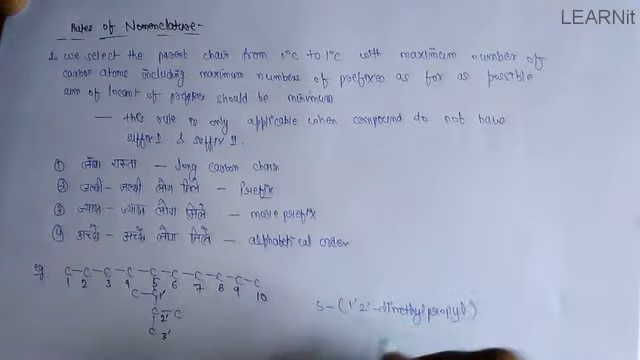 LEARNit
Rules of Nomenclature-
1. we select the parent chain from 1°C to 1°C with maximum number of
carbon atoms including maximum numbers of prefixes as for as possible
sum of locant of prefixes should be minimum
— this rule is only applicable when compound do not have
suffix I & suffix II.
① लंबा रास्ता — long carbon chain
② जल्दी-जल्दी लोग मिले — Prefix
③ ज्यादा-ज्यादा लोग मिले — more prefix
④ अच्छे-अच्छे लोग मिले — alphabetical order
eg C-C-C-C-C-C-C-C-C-C
1 2 3 4 5 6 7 8 9 10
C-C1'
C2'-C
C3'
5-(1'2'-dimethylpropyl)